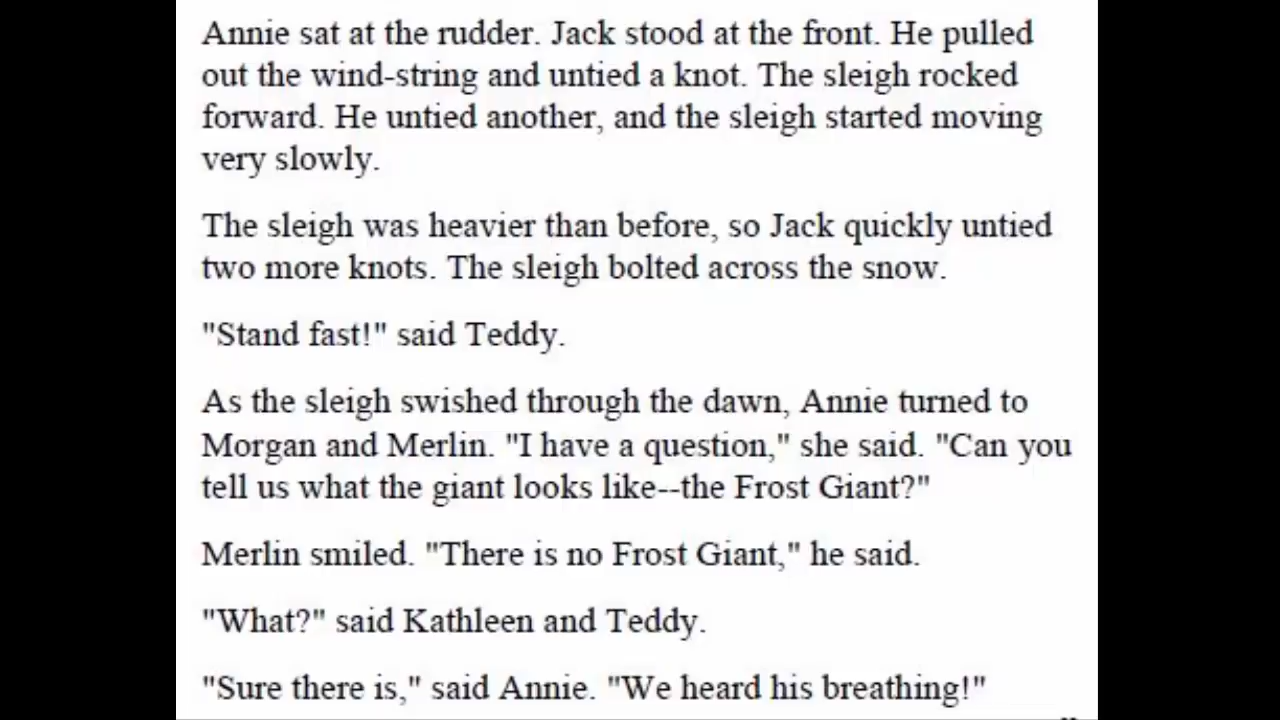 Annie sat at the rudder. Jack stood at the front. He pulled
out the wind-string and untied a knot. The sleigh rocked
forward. He untied another, and the sleigh started moving
very slowly.
The sleigh was heavier than before, so Jack quickly untied
two more knots. The sleigh bolted across the snow.
"Stand fast!" said Teddy.
As the sleigh swished through the dawn, Annie turned to
Morgan and Merlin. "I have a question," she said. "Can you
tell us what the giant looks like--the Frost Giant?"
Merlin smiled. "There is no Frost Giant," he said.
"What?" said Kathleen and Teddy.
"Sure there is," said Annie. "We heard his breathing!"